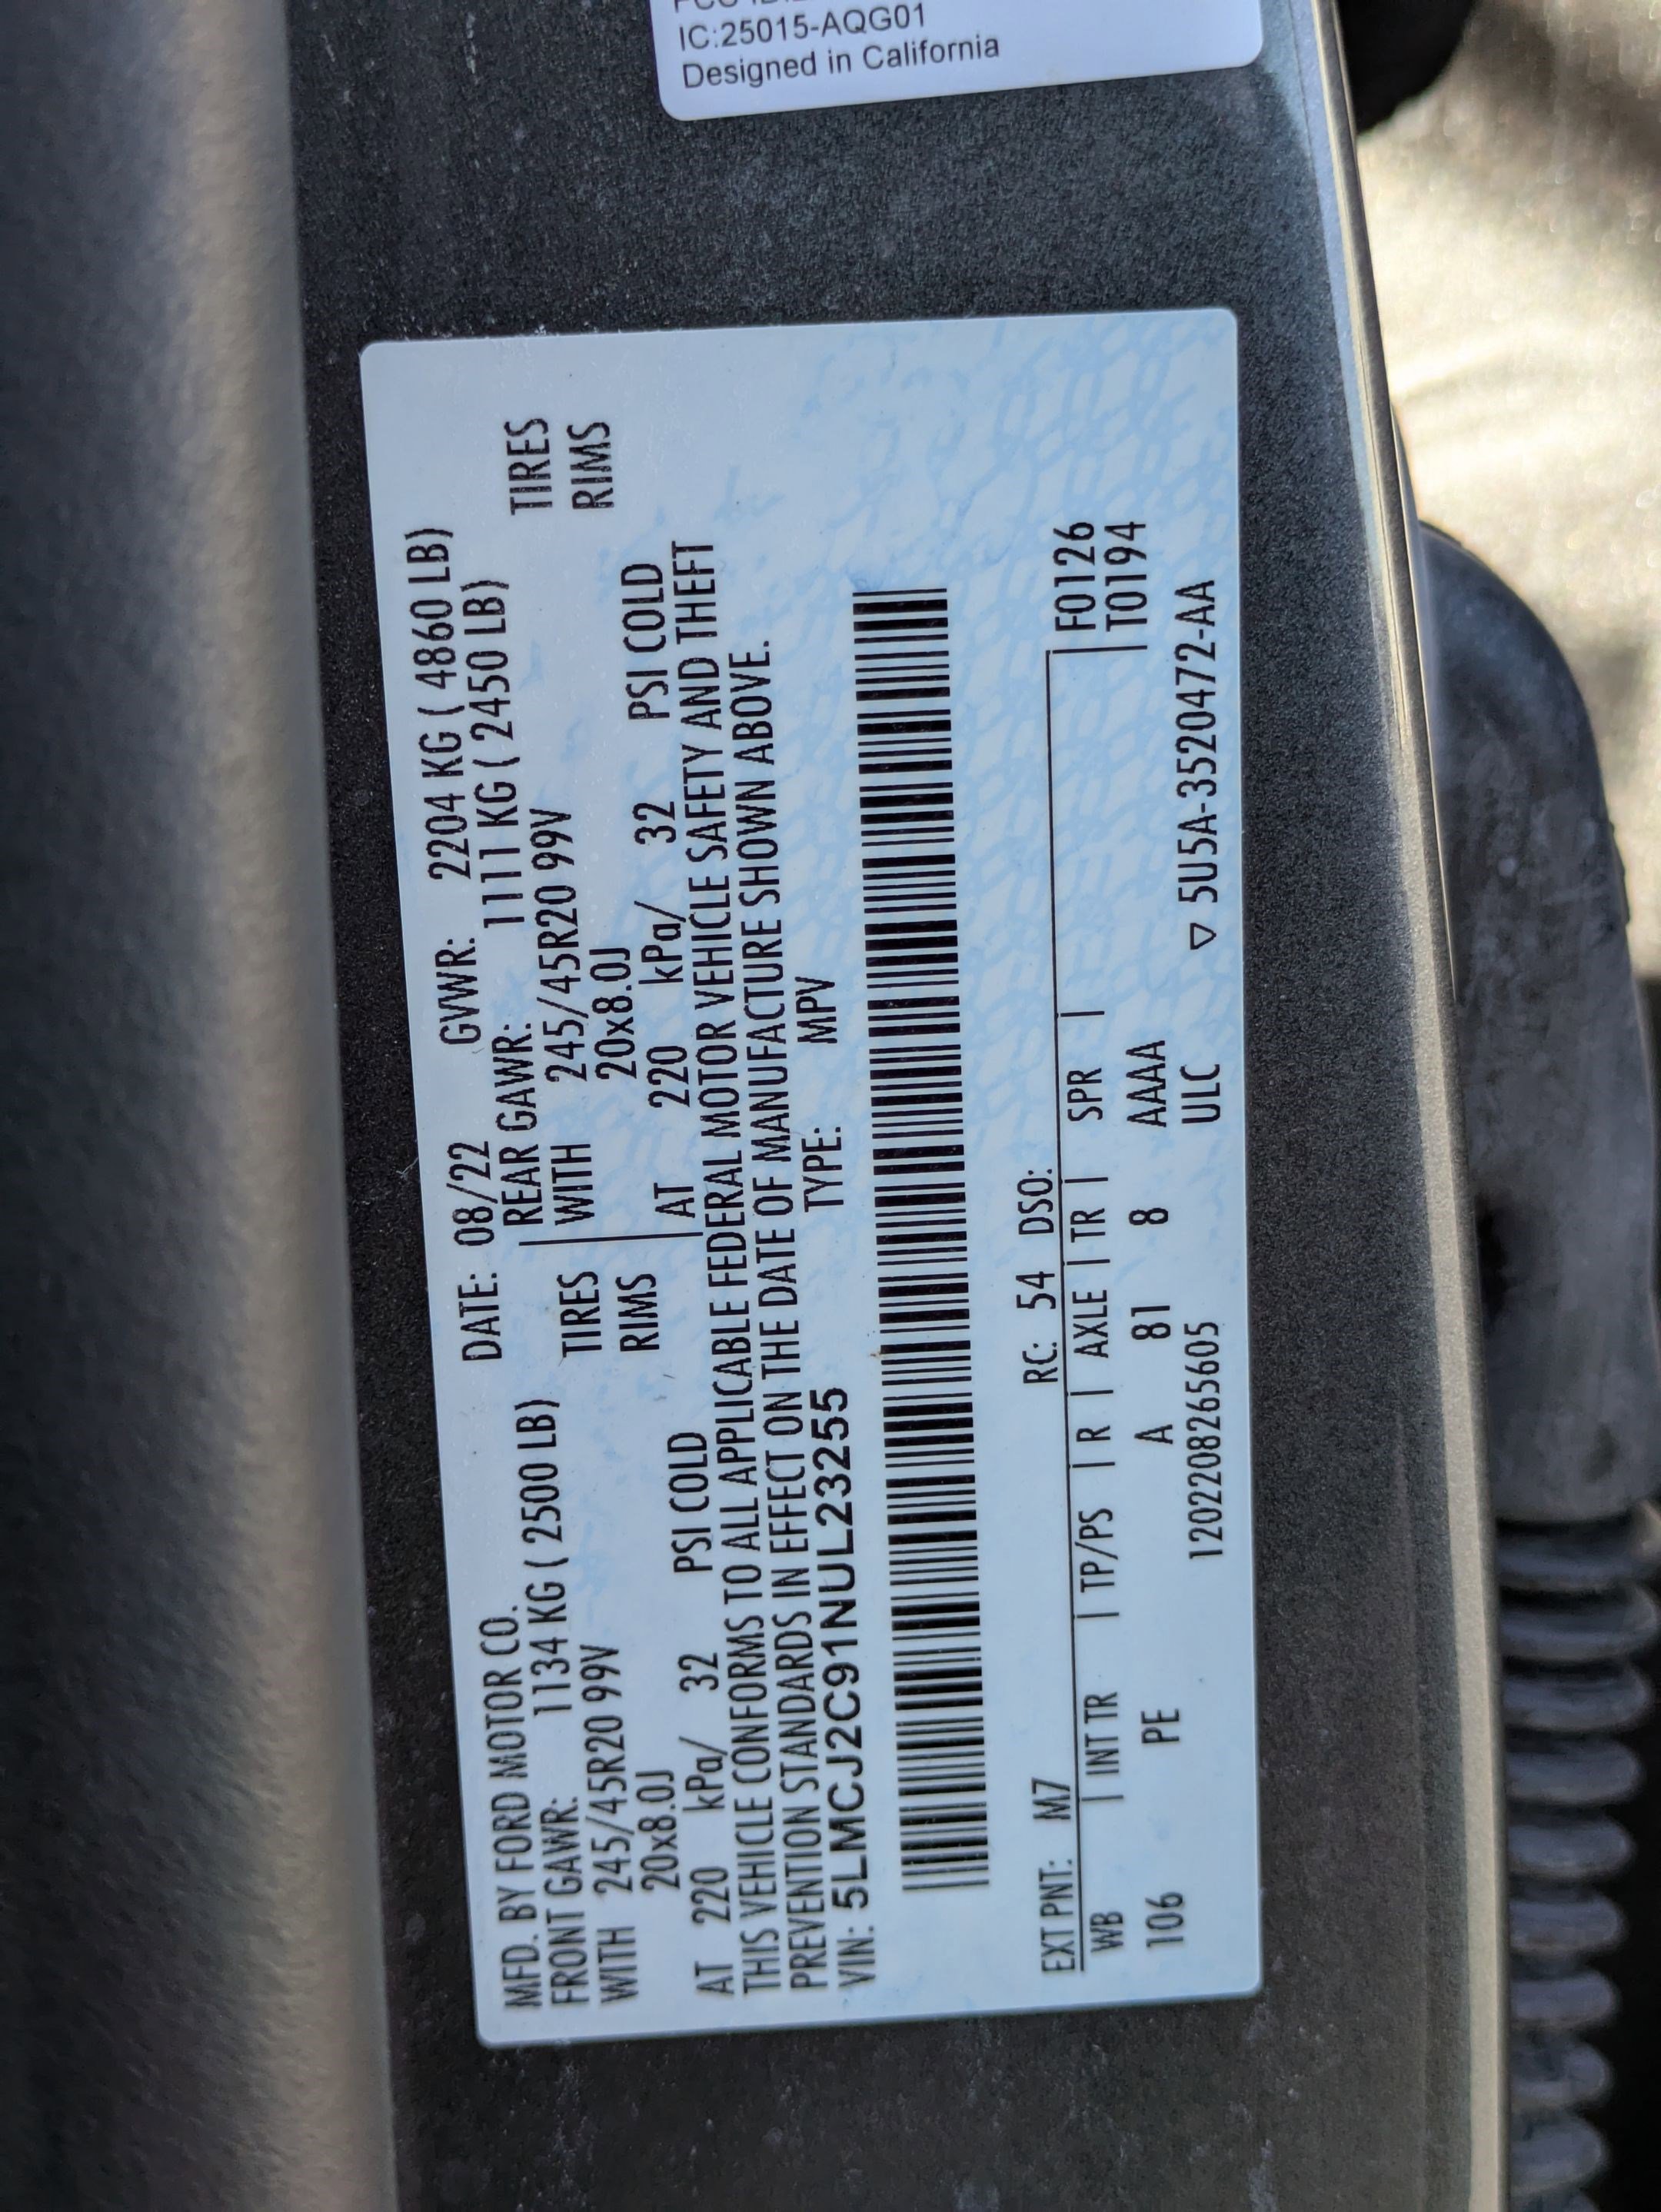 IC:25015-AQG01
Designed in California
MFD. BY FORD MOTOR CO. DATE: 08/22 GVWR: 2204 KG ( 4860 LB)
FRONT GAWR: 1134 KG ( 2500 LB) REAR GAWR: 1111 KG ( 2450 LB)
WITH 245/45R20 99V TIRES WITH 245/45R20 99V TIRES
20x8.0J RIMS 20x8.0J RIMS
AT 220 kPa/ 32 PSI COLD AT 220 kPa/ 32 PSI COLD
THIS VEHICLE CONFORMS TO ALL APPLICABLE FEDERAL MOTOR VEHICLE SAFETY AND THEFT
PREVENTION STANDARDS IN EFFECT ON THE DATE OF MANUFACTURE SHOWN ABOVE.
VIN: 5LMCJ2C91NUL23255 TYPE: MPV
EXT PNT: M7 RC: 54 DSO:
WB | INT TR | TP/PS | R | AXLE | TR | SPR | F0126
106 PE A 81 8 AAAA T0194
1202208265605 ULC ▽ 5U5A-3520472-AA